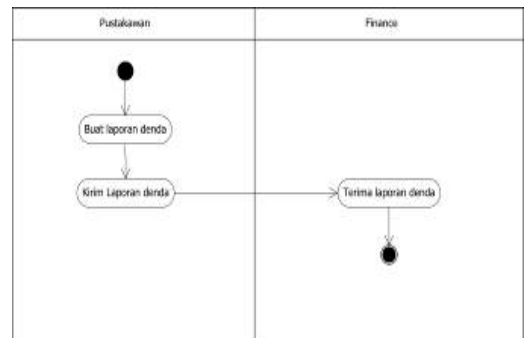 Pustakawan
Finance
Buat laporan denda
Kirim Laporan denda
Terima laporan denda